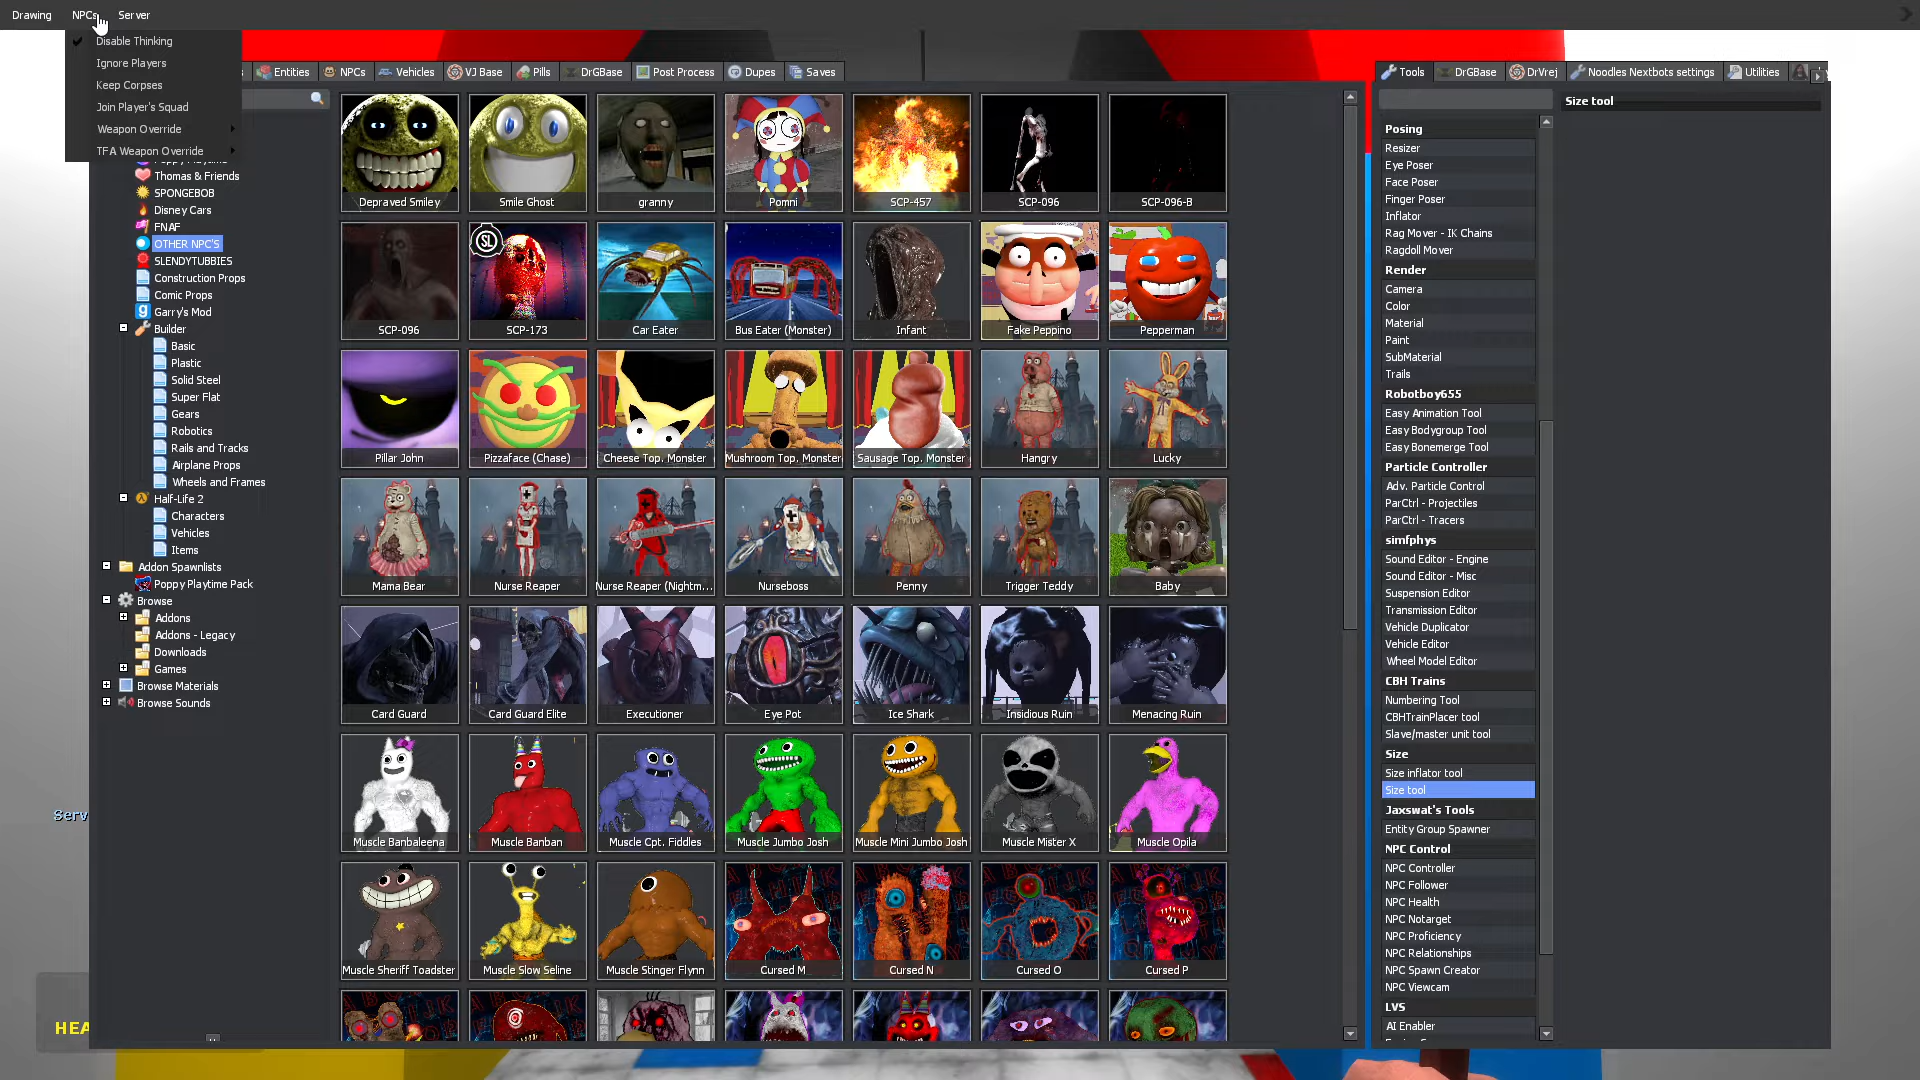 Drawing NPCs Server
Disable Thinking
Ignore Players
Keep Corpses
Join Player's Squad
Weapon Override
TFA Weapon Override
Entities NPCs Vehicles VJ Base Pills DrGBase Post Process Dupes Saves
Thomas & Friends
SPONGEBOB
Disney Cars
FNAF
OTHER NPC'S
SLENDYTUBBIES
Construction Props
Comic Props
Garry's Mod
Builder
Basic
Plastic
Solid Steel
Super Flat
Gears
Robotics
Rails and Tracks
Airplane Props
Wheels and Frames
Half-Life 2
Characters
Vehicles
Items
Addon Spawnlists
Poppy Playtime Pack
Browse
Addons
Addons - Legacy
Downloads
Games
Browse Materials
Browse Sounds
Serv
HEA
Depraved Smiley Smile Ghost granny Pomni SCP-457 SCP-096 SCP-096-B
SL
SCP-096 SCP-173 Car Eater Bus Eater (Monster) Infant Fake Peppino Pepperman
Pillar John Pizzaface (Chase) Cheese Top. Monster Mushroom Top. Monster Sausage Top. Monster Hangry Lucky
Mama Bear Nurse Reaper Nurse Reaper (Nightm... Nurseboss Penny Trigger Teddy Baby
Card Guard Card Guard Elite Executioner Eye Pot Ice Shark Insidious Ruin Menacing Ruin
Muscle Banbaleena Muscle Banban Muscle Cpt. Fiddles Muscle Jumbo Josh Muscle Mini Jumbo Josh Muscle Mister X Muscle Opila
Muscle Sheriff Toadster Muscle Slow Seline Muscle Stinger Flynn Cursed M Cursed N Cursed O Cursed P
Tools DrGBase DrVrej Noodles Nextbots settings Utilities
Size tool
Posing
Resizer
Eye Poser
Face Poser
Finger Poser
Inflator
Rag Mover - IK Chains
Ragdoll Mover
Render
Camera
Color
Material
Paint
SubMaterial
Trails
Robotboy655
Easy Animation Tool
Easy Bodygroup Tool
Easy Bonemerge Tool
Particle Controller
Adv. Particle Control
ParCtrl - Projectiles
ParCtrl - Tracers
simfphys
Sound Editor - Engine
Sound Editor - Misc
Suspension Editor
Transmission Editor
Vehicle Duplicator
Vehicle Editor
Wheel Model Editor
CBH Trains
Numbering Tool
CBHTrainPlacer tool
Slave/master unit tool
Size
Size inflator tool
Size tool
Jaxswat's Tools
Entity Group Spawner
NPC Control
NPC Controller
NPC Follower
NPC Health
NPC Notarget
NPC Proficiency
NPC Relationships
NPC Spawn Creator
NPC Viewcam
LVS
AI Enabler